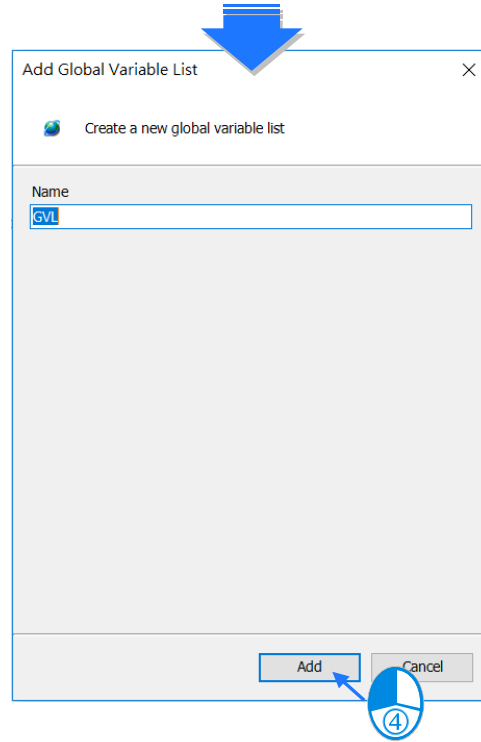 Add Global Variable List
Create a new global variable list
Name
GVL
Add
Cancel
④